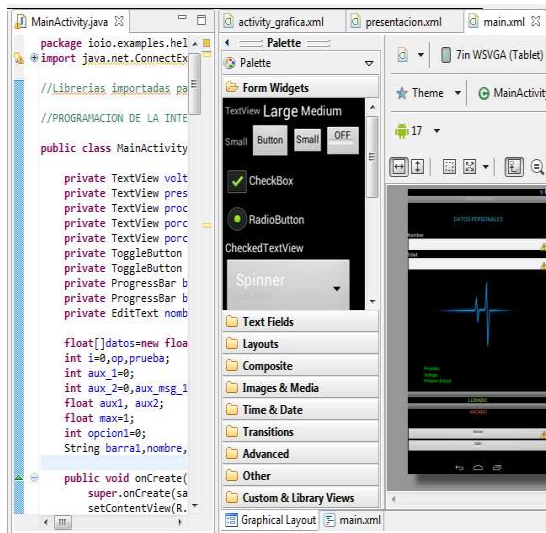 MainActivity.java
package ioio.examples.hel
import java.net.ConnectEx
//Librerias importadas pa
//PROGRAMACION DE LA INTE
public class MainActivity
private TextView volt
private TextView pres
private TextView proc
private TextView porc
private TextView porc
private ToggleButton
private ToggleButton
private ProgressBar b
private ProgressBar b
private EditText nomb
float[]datos=new floa
int i=0,op,prueba;
int aux_1=0;
int aux_2=0,aux_msg_1
float aux1, aux2;
float max=1;
int opcion1=0;
String barra1,nombre,
public void onCreate(
super.onCreate(sa
setContentView(R.
activity_grafica.xml
presentacion.xml
main.xml
Palette
Palette
Form Widgets
TextView Large Medium
Small Button Small OFF
CheckBox
RadioButton
CheckedTextView
Spinner
Text Fields
Layouts
Composite
Images & Media
Time & Date
Transitions
Advanced
Other
Custom & Library Views
Graphical Layout
main.xml
7in WSVGA (Tablet)
Theme
MainActivity
17
DATOS PERSONALES
Nombre
Edad
LLENADO
VACIADO